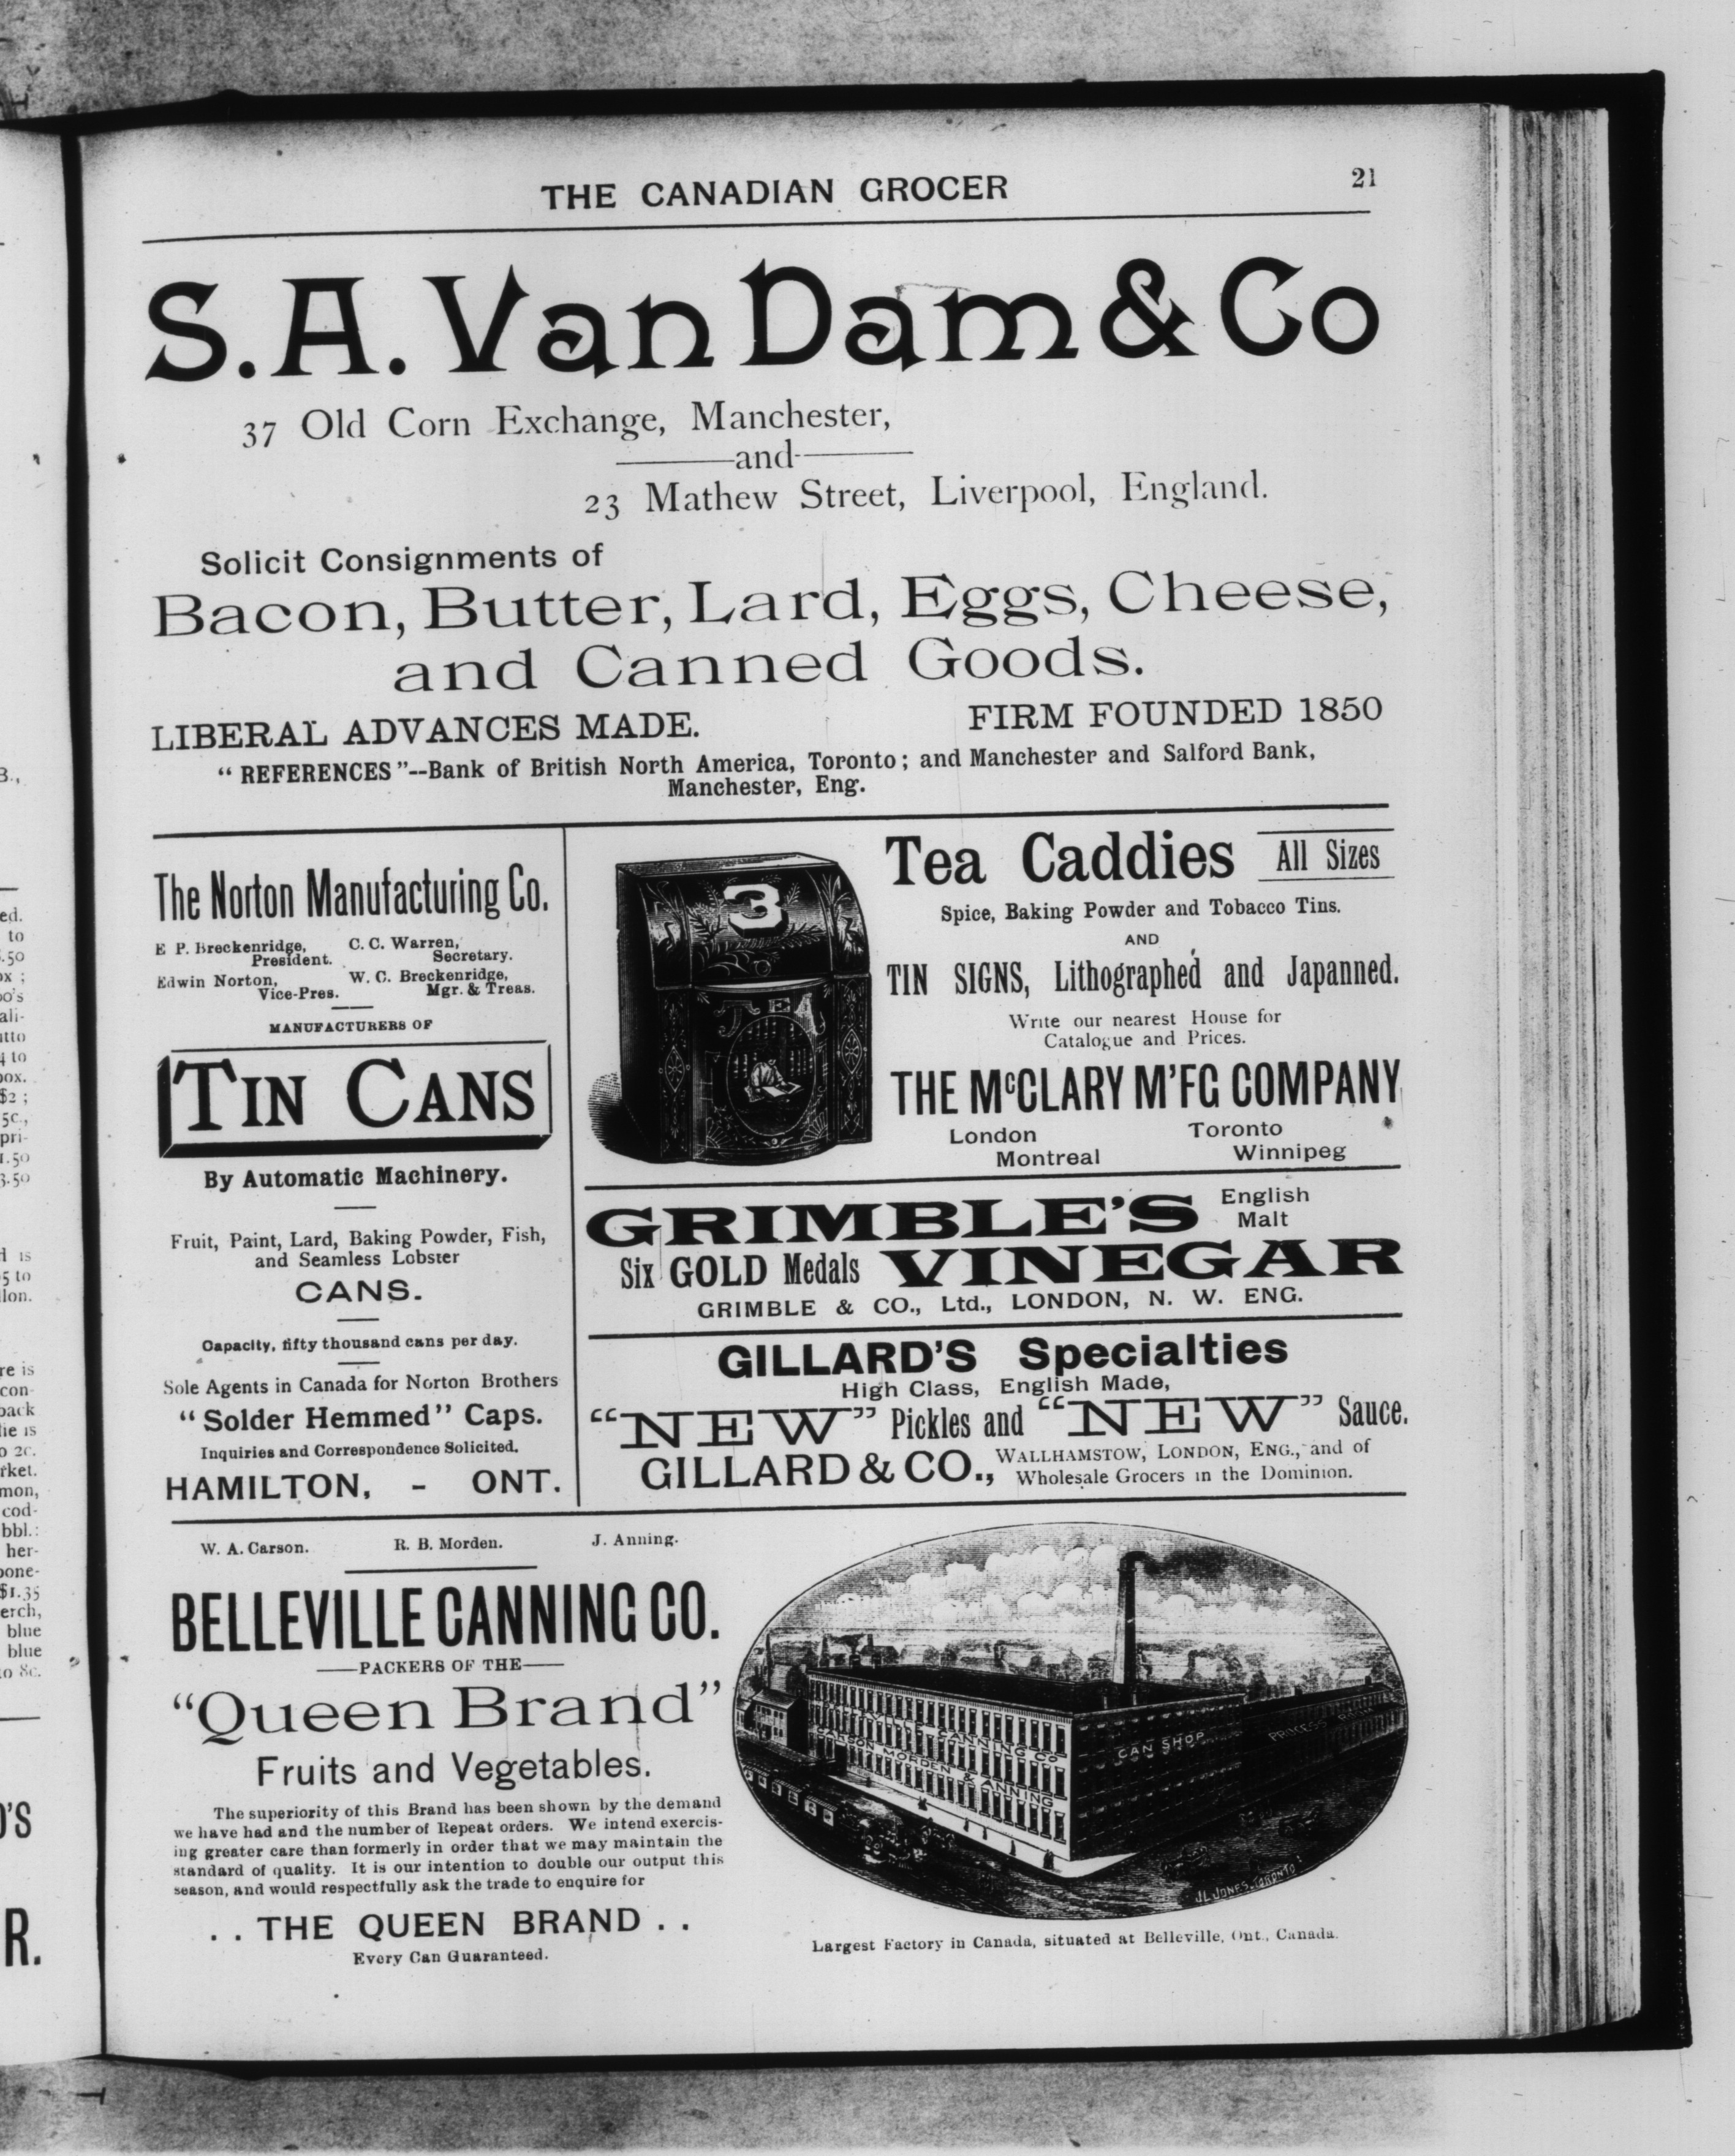 THE CANADIAN GROCER
21
S. A. Van Dam & Co
37 Old Corn Exchange, Manchester,
and
23 Mathew Street, Liverpool, England.
Solicit Consignments of
Bacon, Butter, Lard, Eggs, Cheese,
and Canned Goods.
LIBERAL ADVANCES MADE. FIRM FOUNDED 1850
"REFERENCES"--Bank of British North America, Toronto; and Manchester and Salford Bank,
Manchester, Eng.
The Norton Manufacturing Co.
E P. Breckenridge, C. C. Warren,
President. Secretary.
Edwin Norton, W. C. Breckenridge,
Vice-Pres. Mgr. & Treas.
MANUFACTURERS OF
TIN CANS
By Automatic Machinery.
Fruit, Paint, Lard, Baking Powder, Fish,
and Seamless Lobster
CANS.
Capacity, fifty thousand cans per day.
Sole Agents in Canada for Norton Brothers
"Solder Hemmed" Caps.
Inquiries and Correspondence Solicited.
HAMILTON, - ONT.
3
TEA
Tea Caddies All Sizes
Spice, Baking Powder and Tobacco Tins.
AND
TIN SIGNS, Lithographed and Japanned.
Write our nearest House for
Catalogue and Prices.
THE McCLARY M'FG COMPANY
London Toronto
Montreal Winnipeg
GRIMBLE'S English
Malt
Six GOLD Medals VINEGAR
GRIMBLE & CO., Ltd., LONDON, N. W. ENG.
GILLARD'S Specialties
High Class, English Made,
"NEW" Pickles and "NEW" Sauce.
GILLARD & CO., WALLHAMSTOW, LONDON, ENG., and of
Wholesale Grocers in the Dominion.
W. A. Carson. R. B. Morden. J. Anning.
BELLEVILLE CANNING CO.
PACKERS OF THE
"Queen Brand"
Fruits and Vegetables.
The superiority of this Brand has been shown by the demand
we have had and the number of Repeat orders. We intend exercis-
ing greater care than formerly in order that we may maintain the
standard of quality. It is our intention to double our output this
season, and would respectfully ask the trade to enquire for
. . THE QUEEN BRAND . .
Every Can Guaranteed.
BELLEVILLE CANNING CO
CARSON MORDEN & ANNING
CAN SHOP
PROCESS ROOM
J.L. JONES, TORONTO
Largest Factory in Canada, situated at Belleville, Ont., Canada.